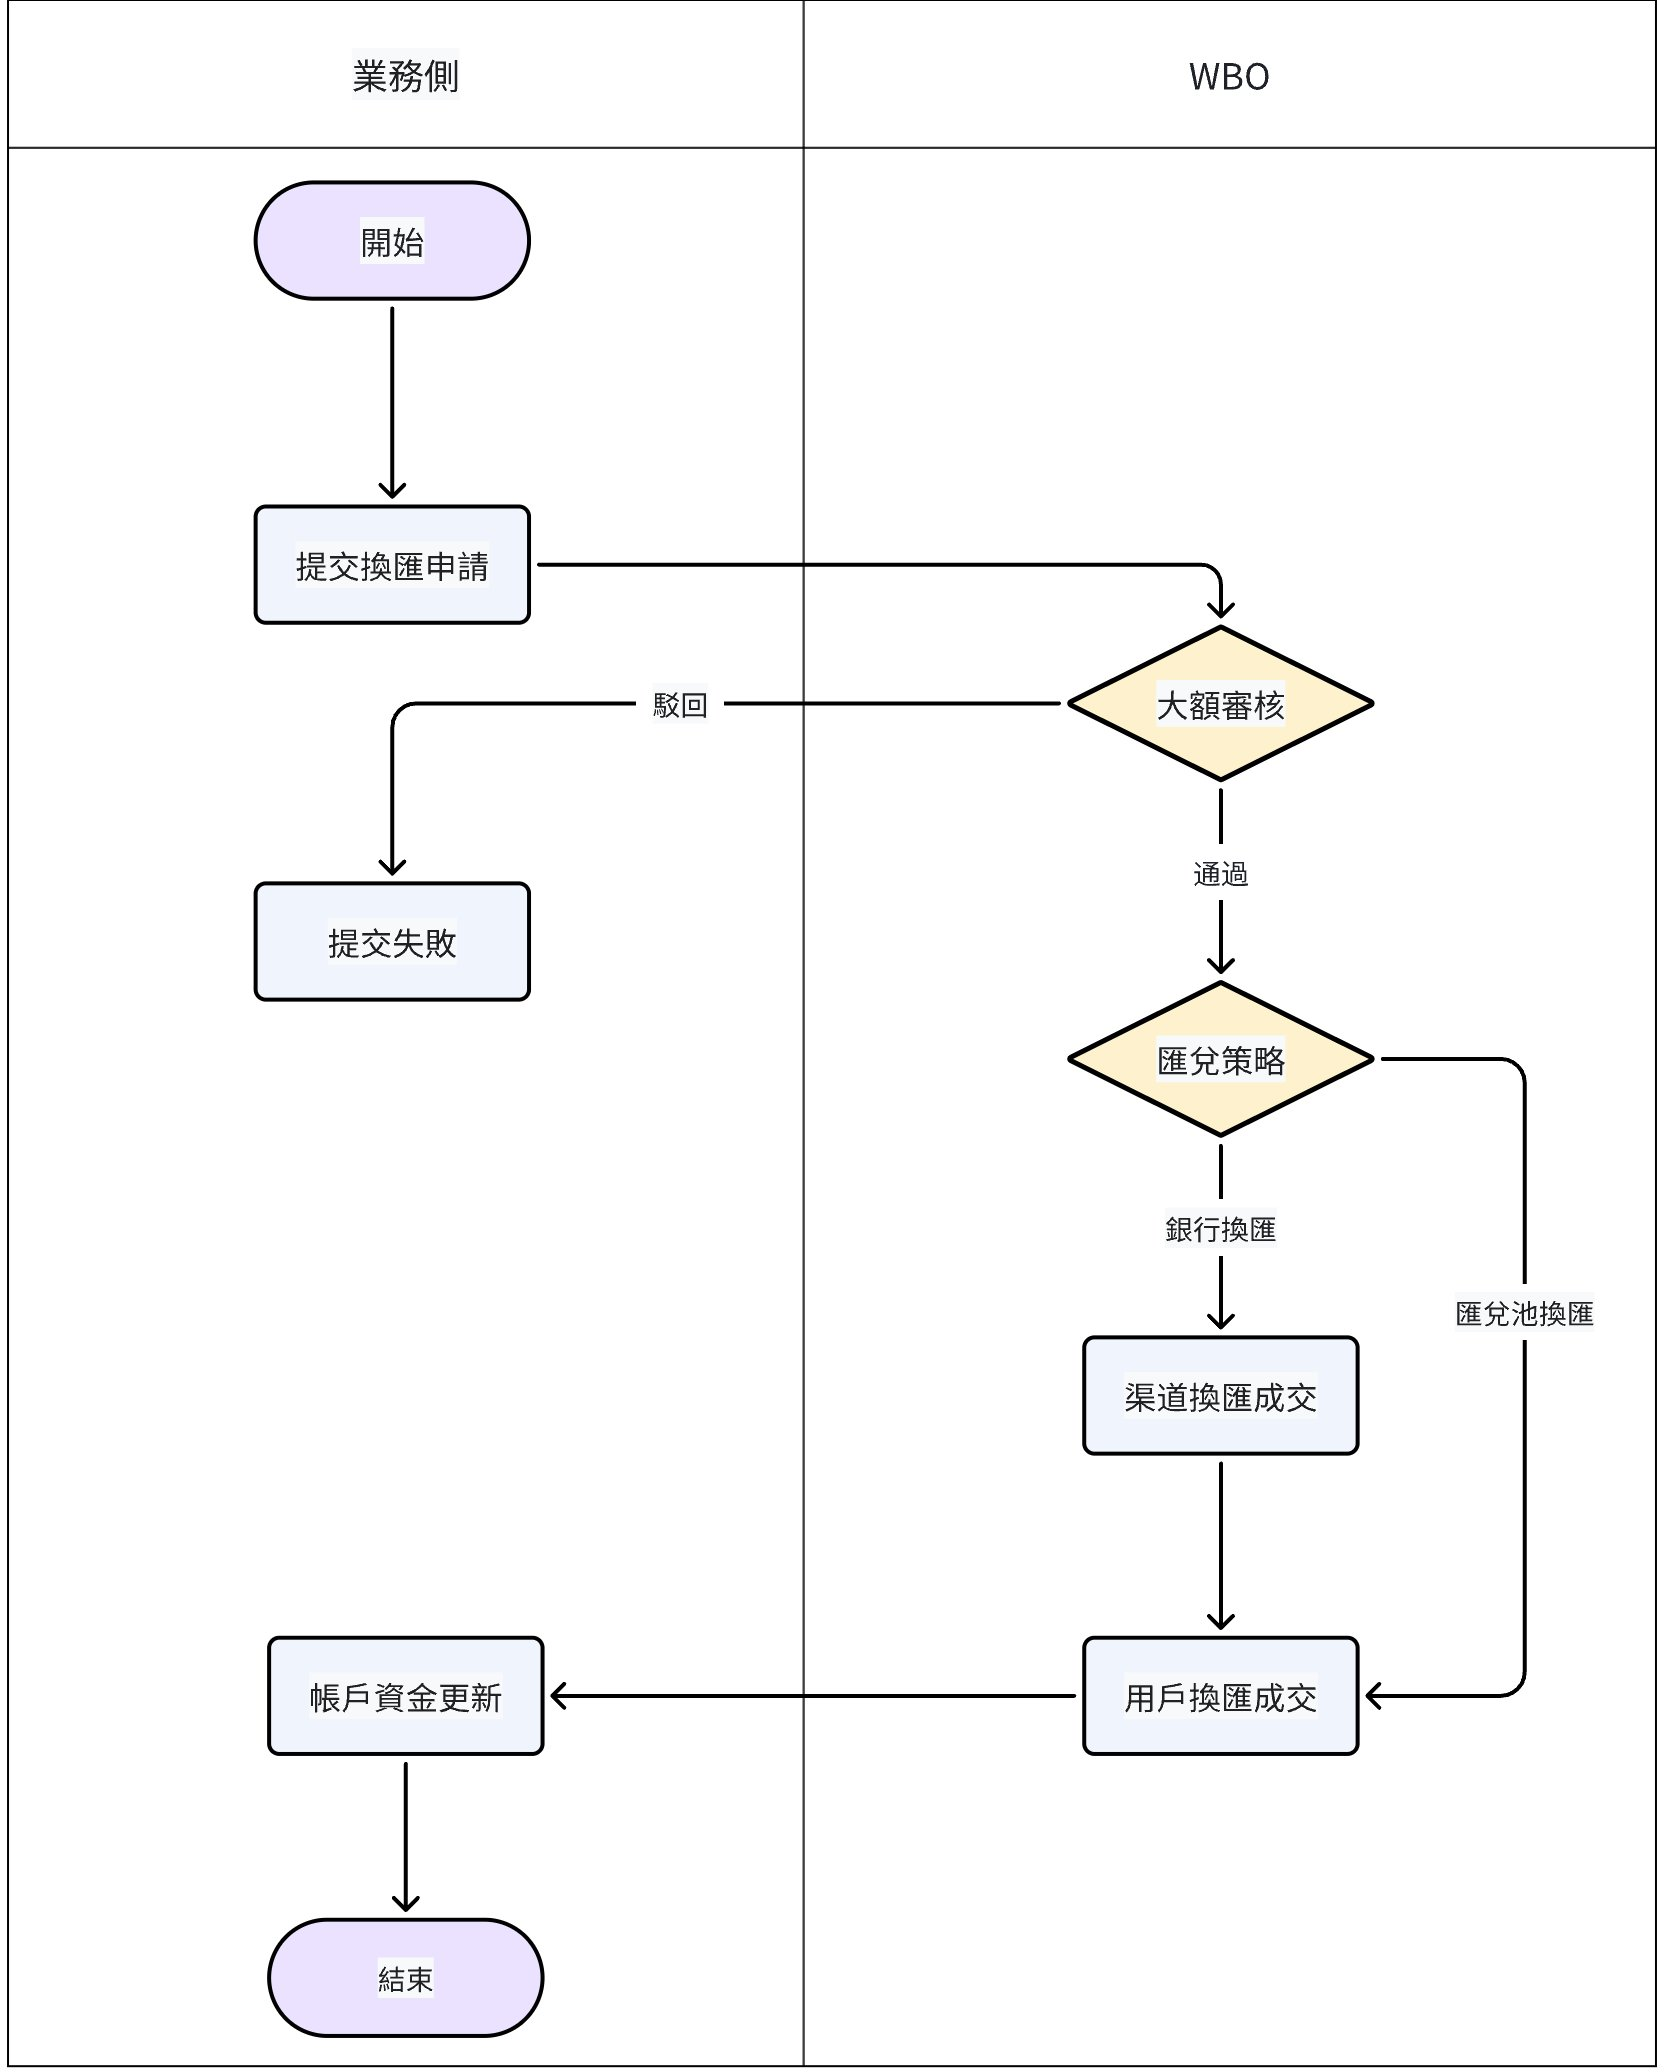 業務側
WBO
開始
提交換匯申請
大額審核
駁回
通過
提交失敗
匯兌策略
銀行換匯
匯兌池換匯
渠道換匯成交
帳戶資金更新
用戶換匯成交
結束